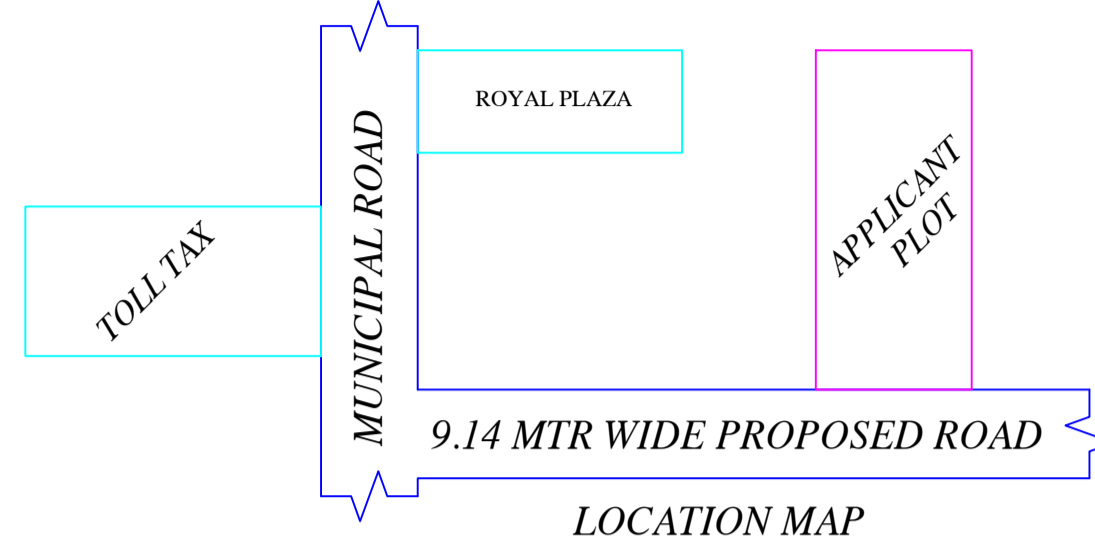 ROYAL PLAZA
APPLICANT
PLOT
TOLL TAX
MUNICIPAL ROAD
9.14 MTR WIDE PROPOSED ROAD
LOCATION MAP